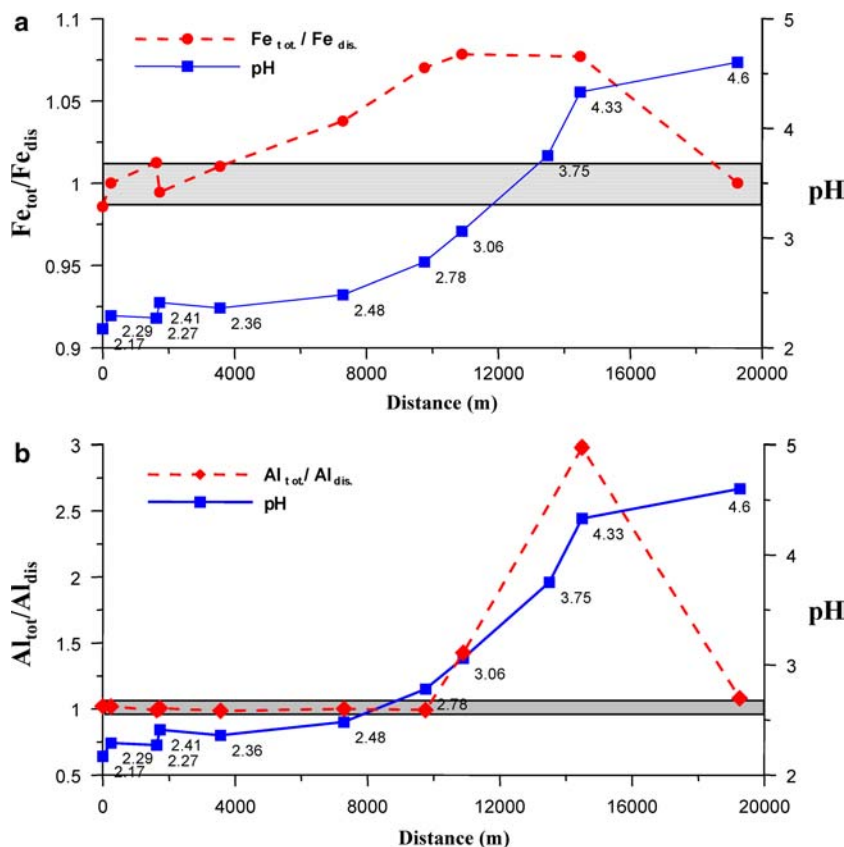 a
Fe tot. / Fe dis.
pH
1.1
1.05
1
0.95
0.9
Fetot/Fedis
5
4
3
2
pH
2.17
2.29
2.27
2.41
2.36
2.48
2.78
3.06
3.75
4.33
4.6
0 4000 8000 12000 16000 20000
Distance (m)
b
Al tot./ Al dis.
pH
3
2.5
2
1.5
1
0.5
Altot/Aldis
5
4
3
2
pH
2.17
2.29
2.27
2.41
2.36
2.48
2.78
3.06
3.75
4.33
4.6
0 4000 8000 12000 16000 20000
Distance (m)